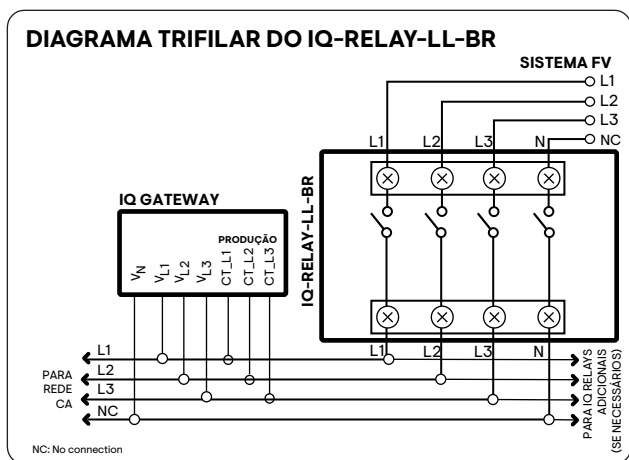 DIAGRAMA TRIFILAR DO IQ-RELAY-LL-BR
SISTEMA FV
L1
L2
L3
NC
L1 L2 L3 N
IQ-RELAY-LL-BR
IQ GATEWAY
PRODUÇÃO
VN VL1 VL2 VL3 CT_L1 CT_L2 CT_L3
L1 L2 L3 N
PARA
REDE
CA
L1
L2
L3
NC
PARA IQ RELAYS
ADICIONAIS
(SE NECESSÁRIOS)
NC: No connection